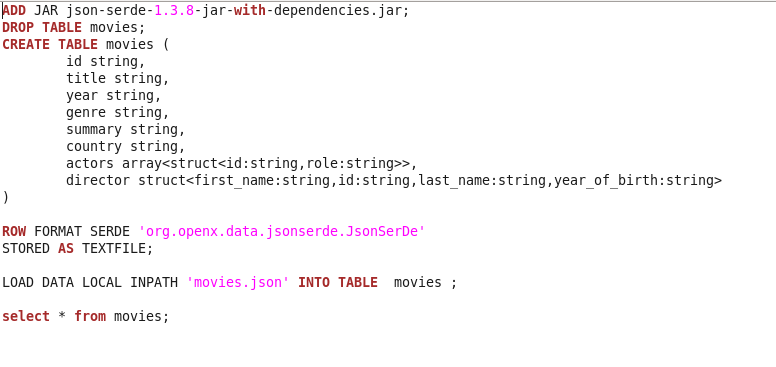 ADD JAR json-serde-1.3.8-jar-with-dependencies.jar;
DROP TABLE movies;
CREATE TABLE movies (
        id string,
        title string,
        year string,
        genre string,
        summary string,
        country string,
        actors array<struct<id:string,role:string>>,
        director struct<first_name:string,id:string,last_name:string,year_of_birth:string>
)
ROW FORMAT SERDE 'org.openx.data.jsonserde.JsonSerDe'
STORED AS TEXTFILE;
LOAD DATA LOCAL INPATH 'movies.json' INTO TABLE  movies ;
select * from movies;